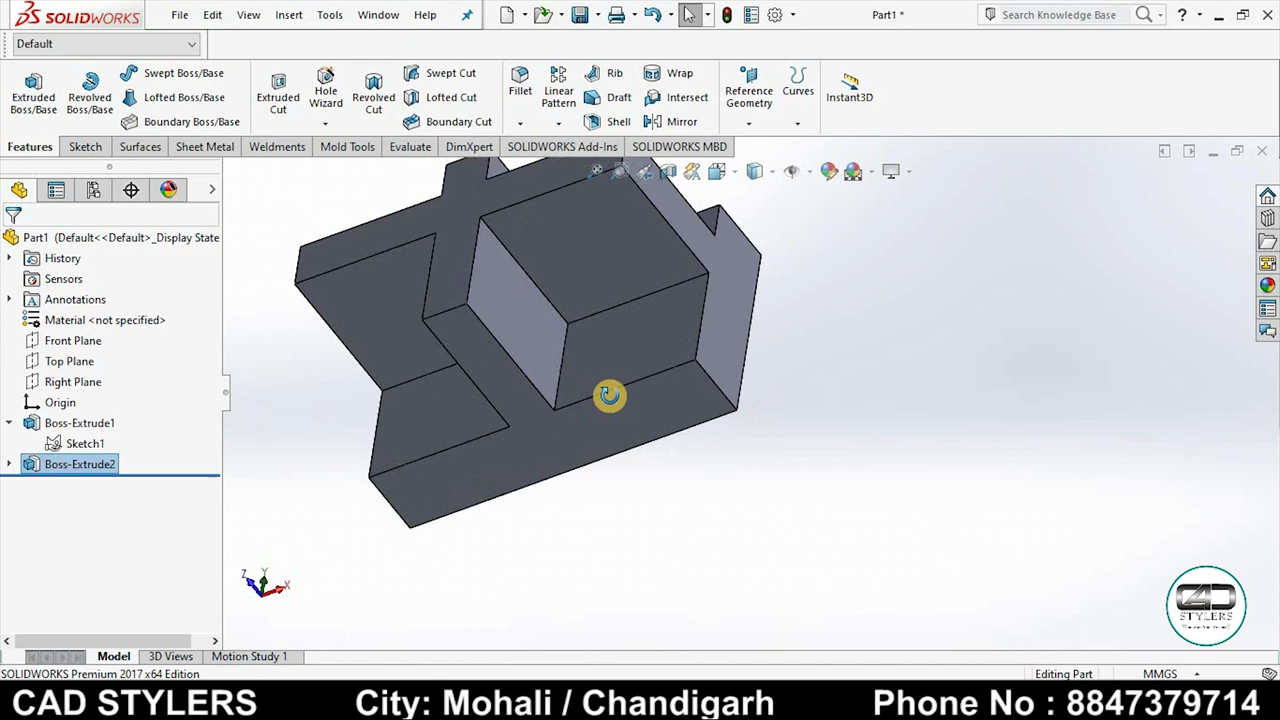 SOLIDWORKS
File Edit View Insert Tools Window Help
Part1 *
Search Knowledge Base
?
Default
Extruded Boss/Base
Revolved Boss/Base
Swept Boss/Base
Lofted Boss/Base
Boundary Boss/Base
Extruded Cut
Hole Wizard
Revolved Cut
Swept Cut
Lofted Cut
Boundary Cut
Fillet
Linear Pattern
Rib
Draft
Shell
Wrap
Intersect
Mirror
Reference Geometry
Curves
Instant3D
Features Sketch Surfaces Sheet Metal Weldments Mold Tools Evaluate DimXpert SOLIDWORKS Add-Ins SOLIDWORKS MBD
Part1 (Default<<Default>_Display State
History
Sensors
Annotations
Material <not specified>
Front Plane
Top Plane
Right Plane
Origin
Boss-Extrude1
Sketch1
Boss-Extrude2
Z Y X
STYLERS
Model 3D Views Motion Study 1
SOLIDWORKS Premium 2017 x64 Edition Editing Part MMGS
CAD STYLERS City: Mohali / Chandigarh Phone No : 8847379714